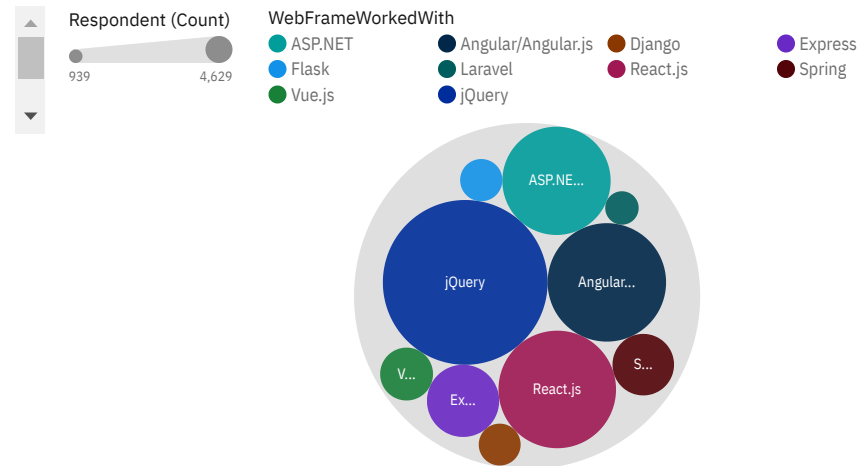 Respondent (Count)
939
4,629
WebFrameWorkedWith
ASP.NET
Angular/Angular.js
Django
Express
Flask
Laravel
React.js
Spring
Vue.js
jQuery
ASP.NE...
jQuery
Angular...
V...
Ex...
React.js
S...